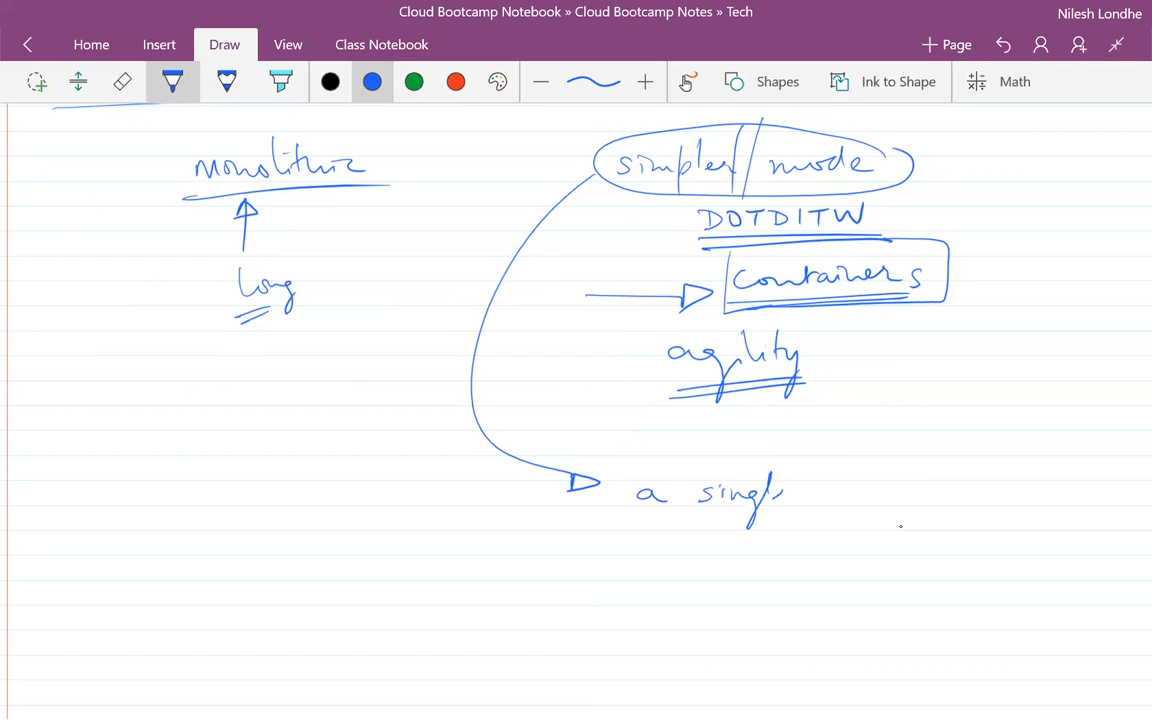 Cloud Bootcamp Notebook » Cloud Bootcamp Notes » Tech
Nilesh Londhe
Home Insert Draw View Class Notebook
Page
Shapes Ink to Shape Math
monolithic
simpler mode
DOTDITW
containers
long
agility
a singl